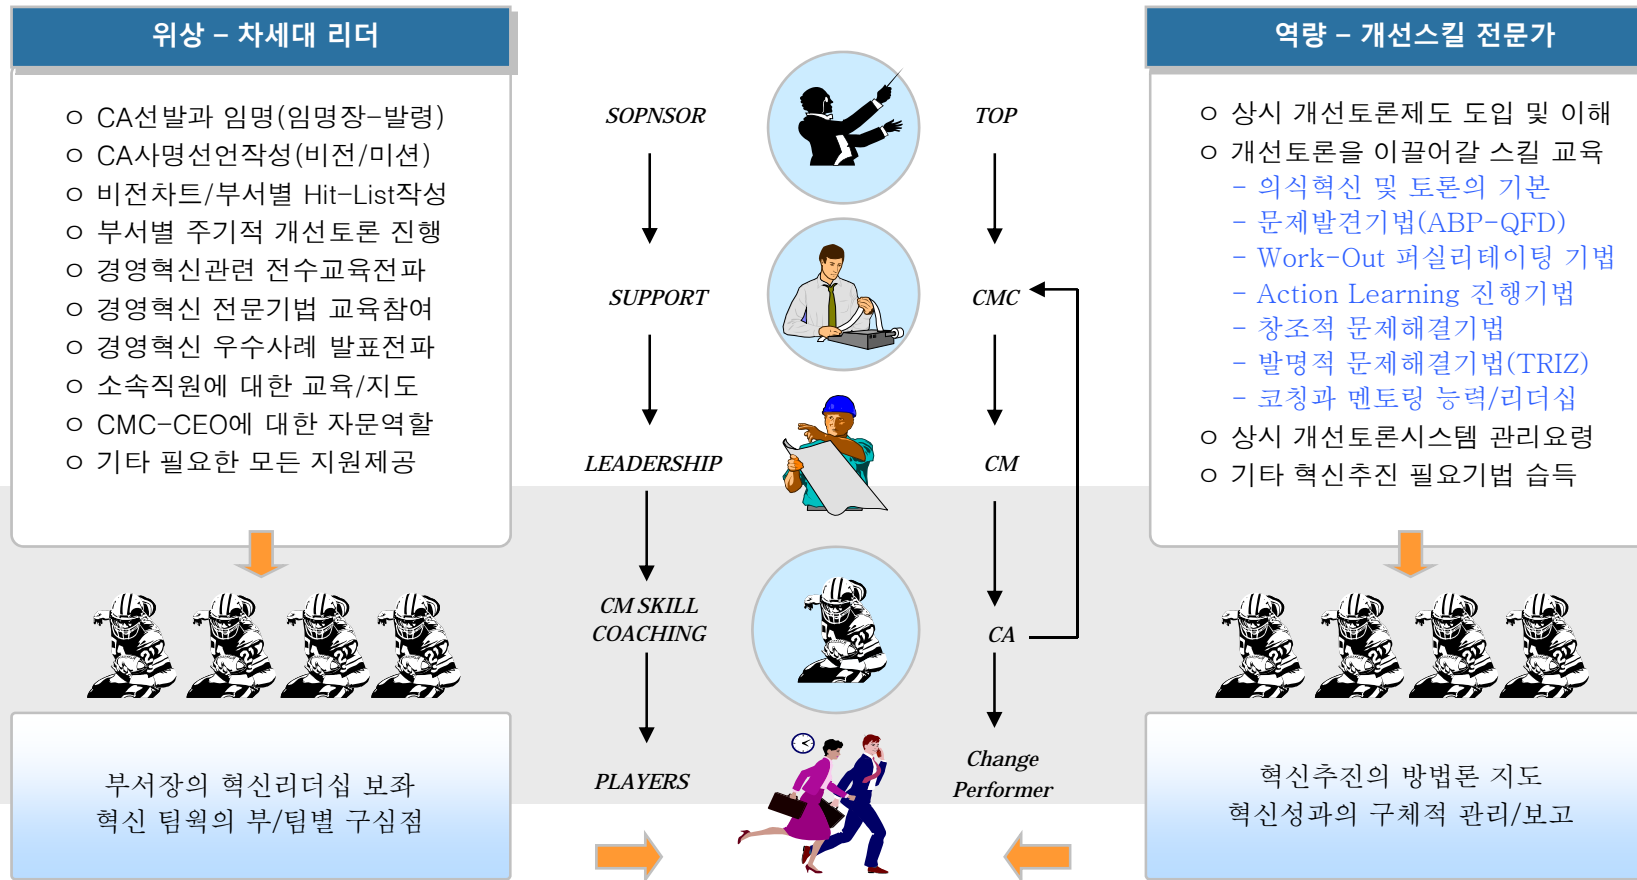 위상 – 차세대 리더
ㅇ CA선발과 임명(임명장-발령)
ㅇ CA사명선언작성(비전/미션)
ㅇ 비전차트/부서별 Hit-List작성
ㅇ 부서별 주기적 개선토론 진행
ㅇ 경영혁신관련 전수교육전파
ㅇ 경영혁신 전문기법 교육참여
ㅇ 경영혁신 우수사례 발표전파
ㅇ 소속직원에 대한 교육/지도
ㅇ CMC-CEO에 대한 자문역할
ㅇ 기타 필요한 모든 지원제공
부서장의 혁신리더십 보좌
혁신 팀웍의 부/팀별 구심점
SOPNSOR
SUPPORT
LEADERSHIP
CM SKILL
COACHING
PLAYERS
TOP
CMC
CM
CA
Change
Performer
역량 – 개선스킬 전문가
ㅇ 상시 개선토론제도 도입 및 이해
ㅇ 개선토론을 이끌어갈 스킬 교육
- 의식혁신 및 토론의 기본
- 문제발견기법(ABP-QFD)
- Work-Out 퍼실리테이팅 기법
- Action Learning 진행기법
- 창조적 문제해결기법
- 발명적 문제해결기법(TRIZ)
- 코칭과 멘토링 능력/리더십
ㅇ 상시 개선토론시스템 관리요령
ㅇ 기타 혁신추진 필요기법 습득
혁신추진의 방법론 지도
혁신성과의 구체적 관리/보고